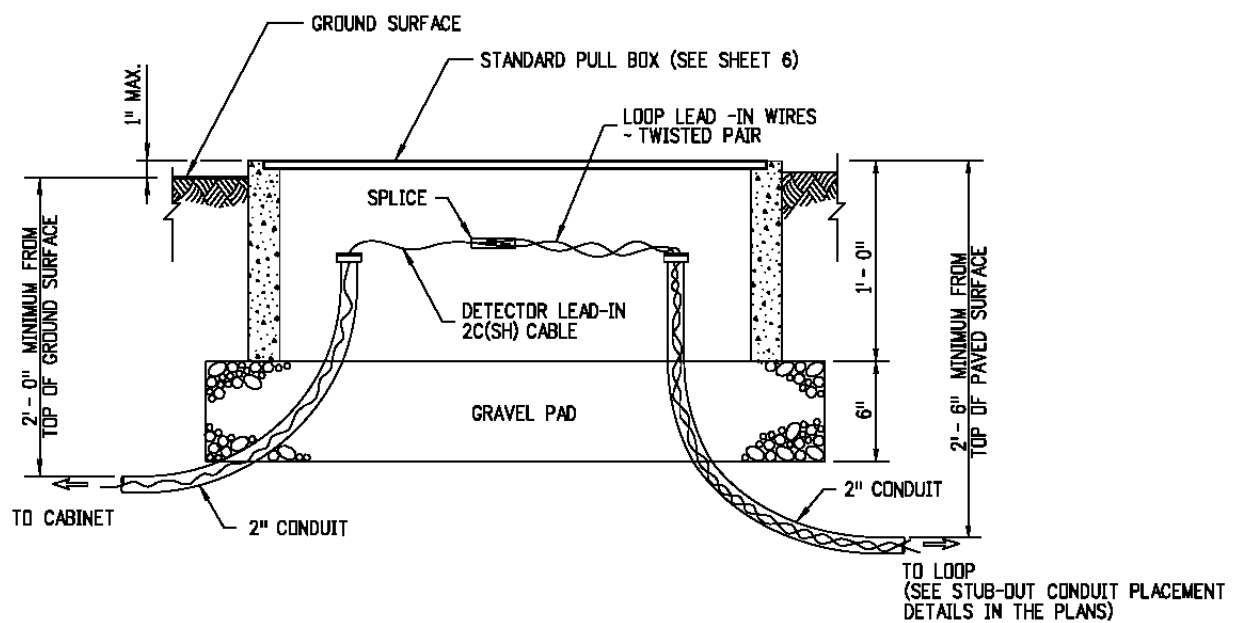 GROUND SURFACE
STANDARD PULL BOX (SEE SHEET 6)
1" MAX.
LOOP LEAD -IN WIRES
~ TWISTED PAIR
SPLICE
DETECTOR LEAD-IN
2C(SH) CABLE
2'- 0" MINIMUM FROM
TOP OF GROUND SURFACE
1'- 0"
6"
2'- 6" MINIMUM FROM
TOP OF PAVED SURFACE
GRAVEL PAD
TO CABINET
2" CONDUIT
2" CONDUIT
TO LOOP
(SEE STUB-OUT CONDUIT PLACEMENT
DETAILS IN THE PLANS)